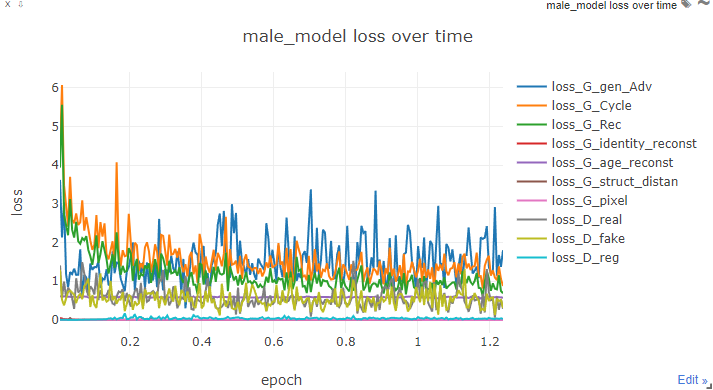 x
male_model loss over time
male_model loss over time
6
5
4
3
2
1
0
loss
0.2 0.4 0.6 0.8 1 1.2
epoch
loss_G_gen_Adv
loss_G_Cycle
loss_G_Rec
loss_G_identity_reconst
loss_G_age_reconst
loss_G_struct_distan
loss_G_pixel
loss_D_real
loss_D_fake
loss_D_reg
Edit »